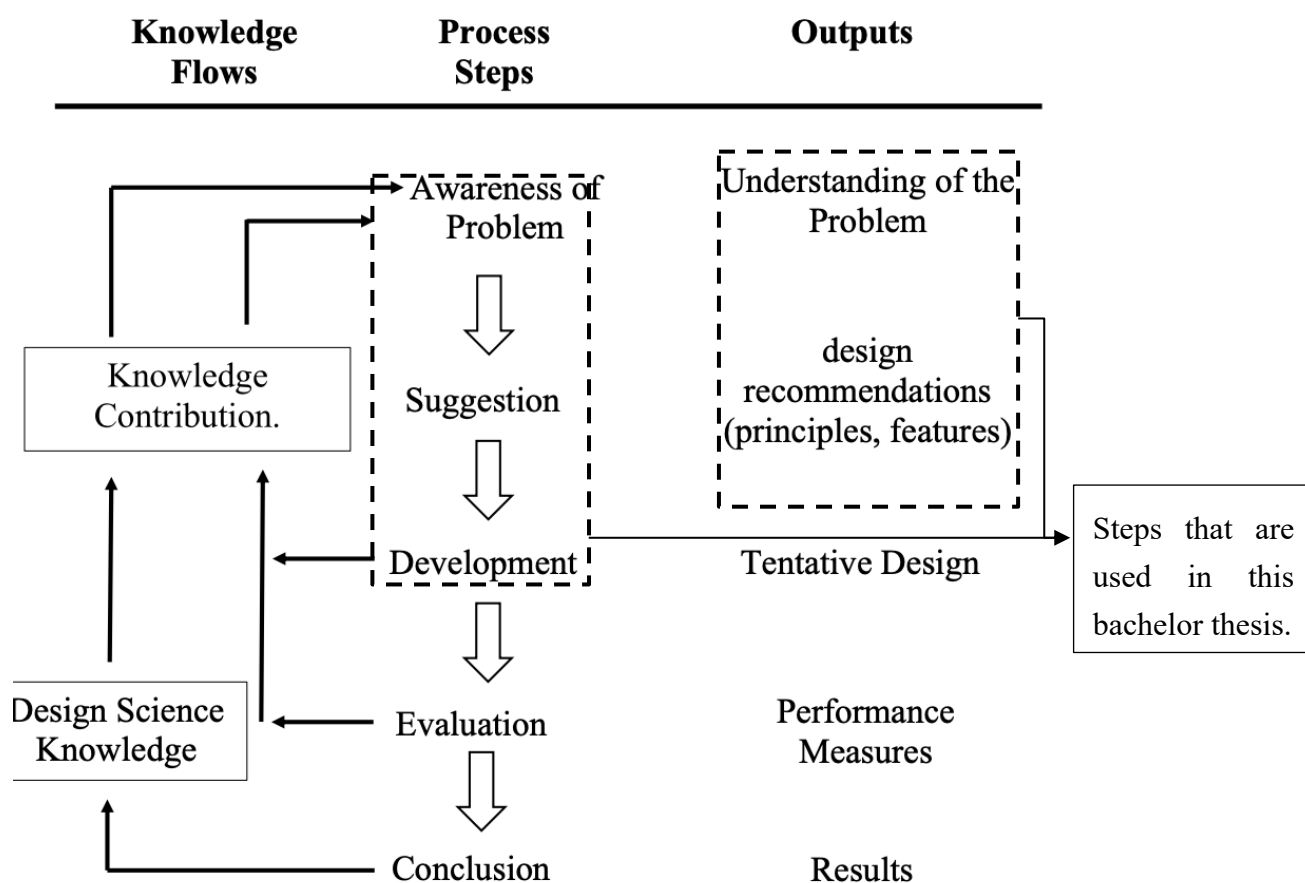 Knowledge
Flows
Process
Steps
Outputs
Awareness of
Problem
Understanding of the
Problem
Knowledge
Contribution.
Suggestion
design
recommendations
(principles, features)
Development
Tentative Design
Steps that are
used in this
bachelor thesis.
Design Science
Knowledge
Evaluation
Performance
Measures
Conclusion
Results